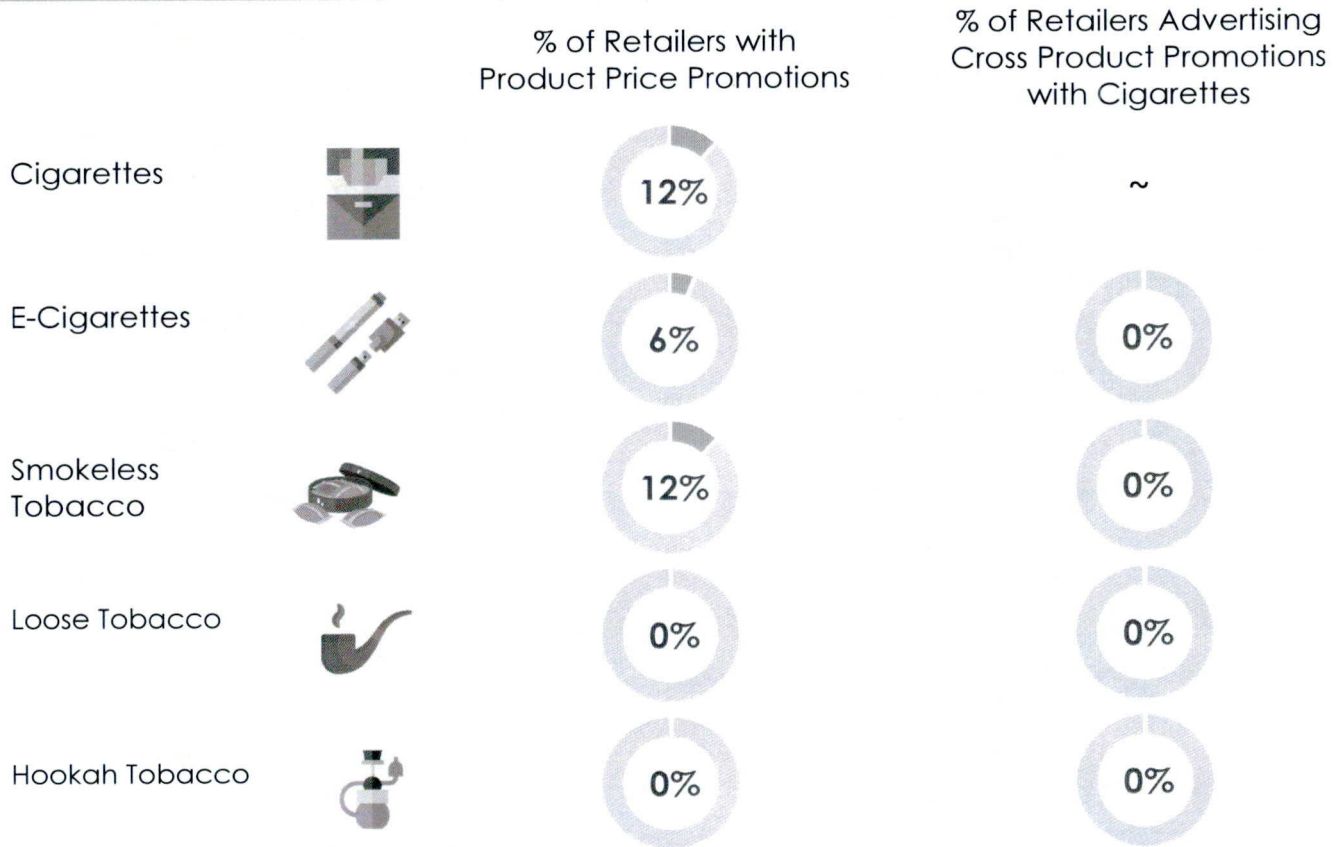 % of Retailers with
Product Price Promotions
% of Retailers Advertising
Cross Product Promotions
with Cigarettes
Cigarettes
12%
~
E-Cigarettes
6%
0%
Smokeless
Tobacco
12%
0%
Loose Tobacco
0%
0%
Hookah Tobacco
0%
0%